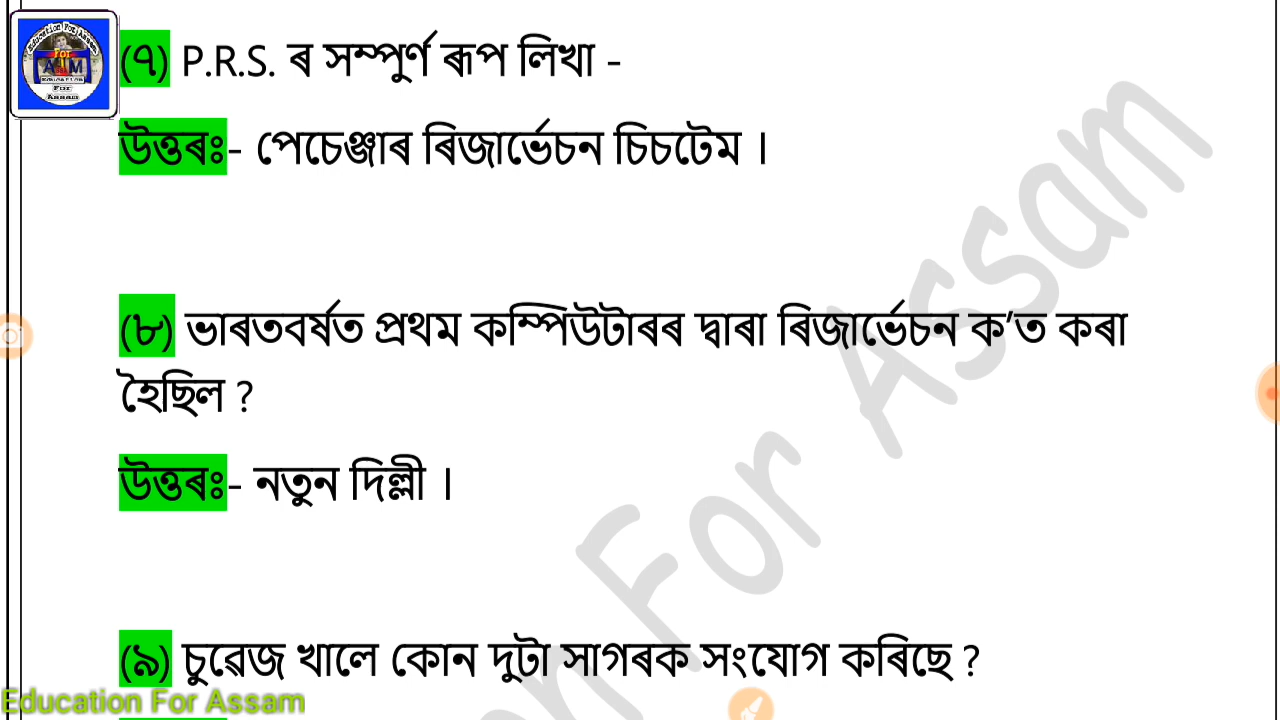 (৭) P.R.S. ৰ সম্পুৰ্ণ ৰূপ লিখা -
উত্তৰঃ- পেচেঞ্জাৰ ৰিজাৰ্ভেচন চিচটেম ।
(৮) ভাৰতবৰ্ষত প্ৰথম কম্পিউটাৰৰ দ্বাৰা ৰিজাৰ্ভেচন ক’ত কৰা
হৈছিল ?
উত্তৰঃ- নতুন দিল্লী ।
(৯) চুৱেজ খালে কোন দুটা সাগৰক সংযোগ কৰিছে ?
Education For Assam
For Assam